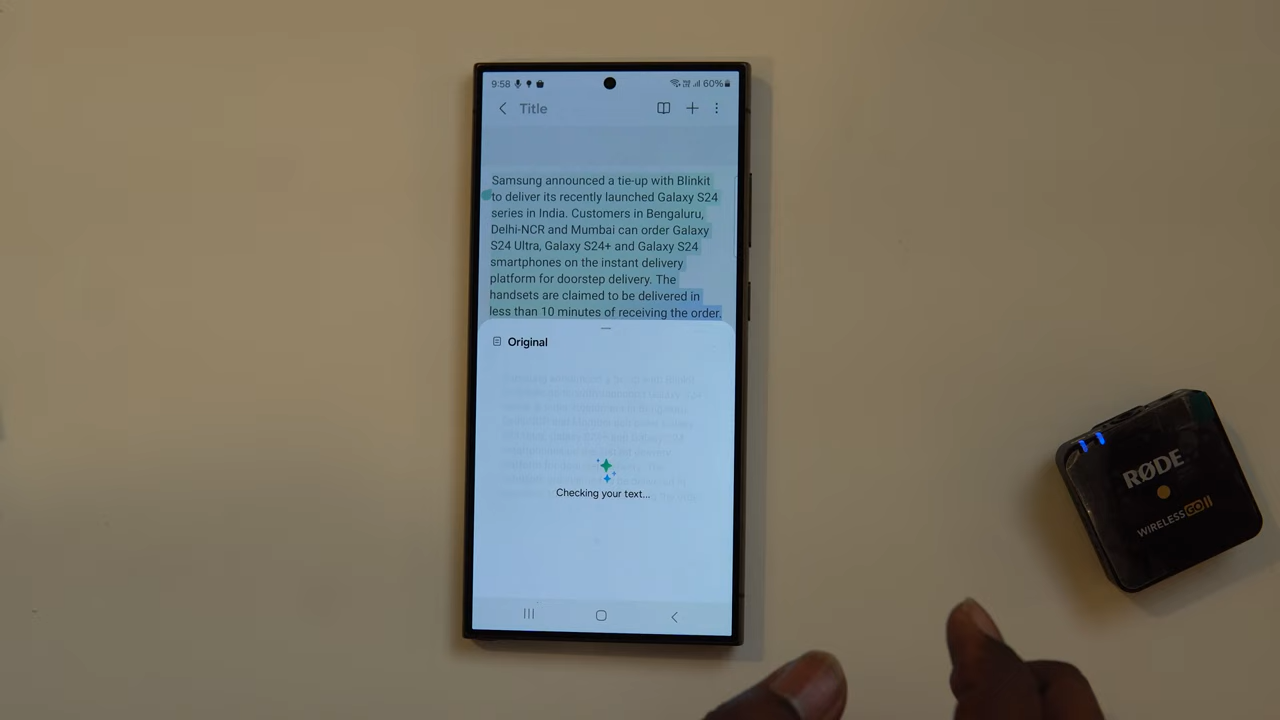 9:58 60%
Title
Samsung announced a tie-up with Blinkit
to deliver its recently launched Galaxy S24
series in India. Customers in Bengaluru,
Delhi-NCR and Mumbai can order Galaxy
S24 Ultra, Galaxy S24+ and Galaxy S24
smartphones on the instant delivery
platform for doorstep delivery. The
handsets are claimed to be delivered in
less than 10 minutes of receiving the order.
Original
Checking your text...
RØDE
WIRELESS GO II